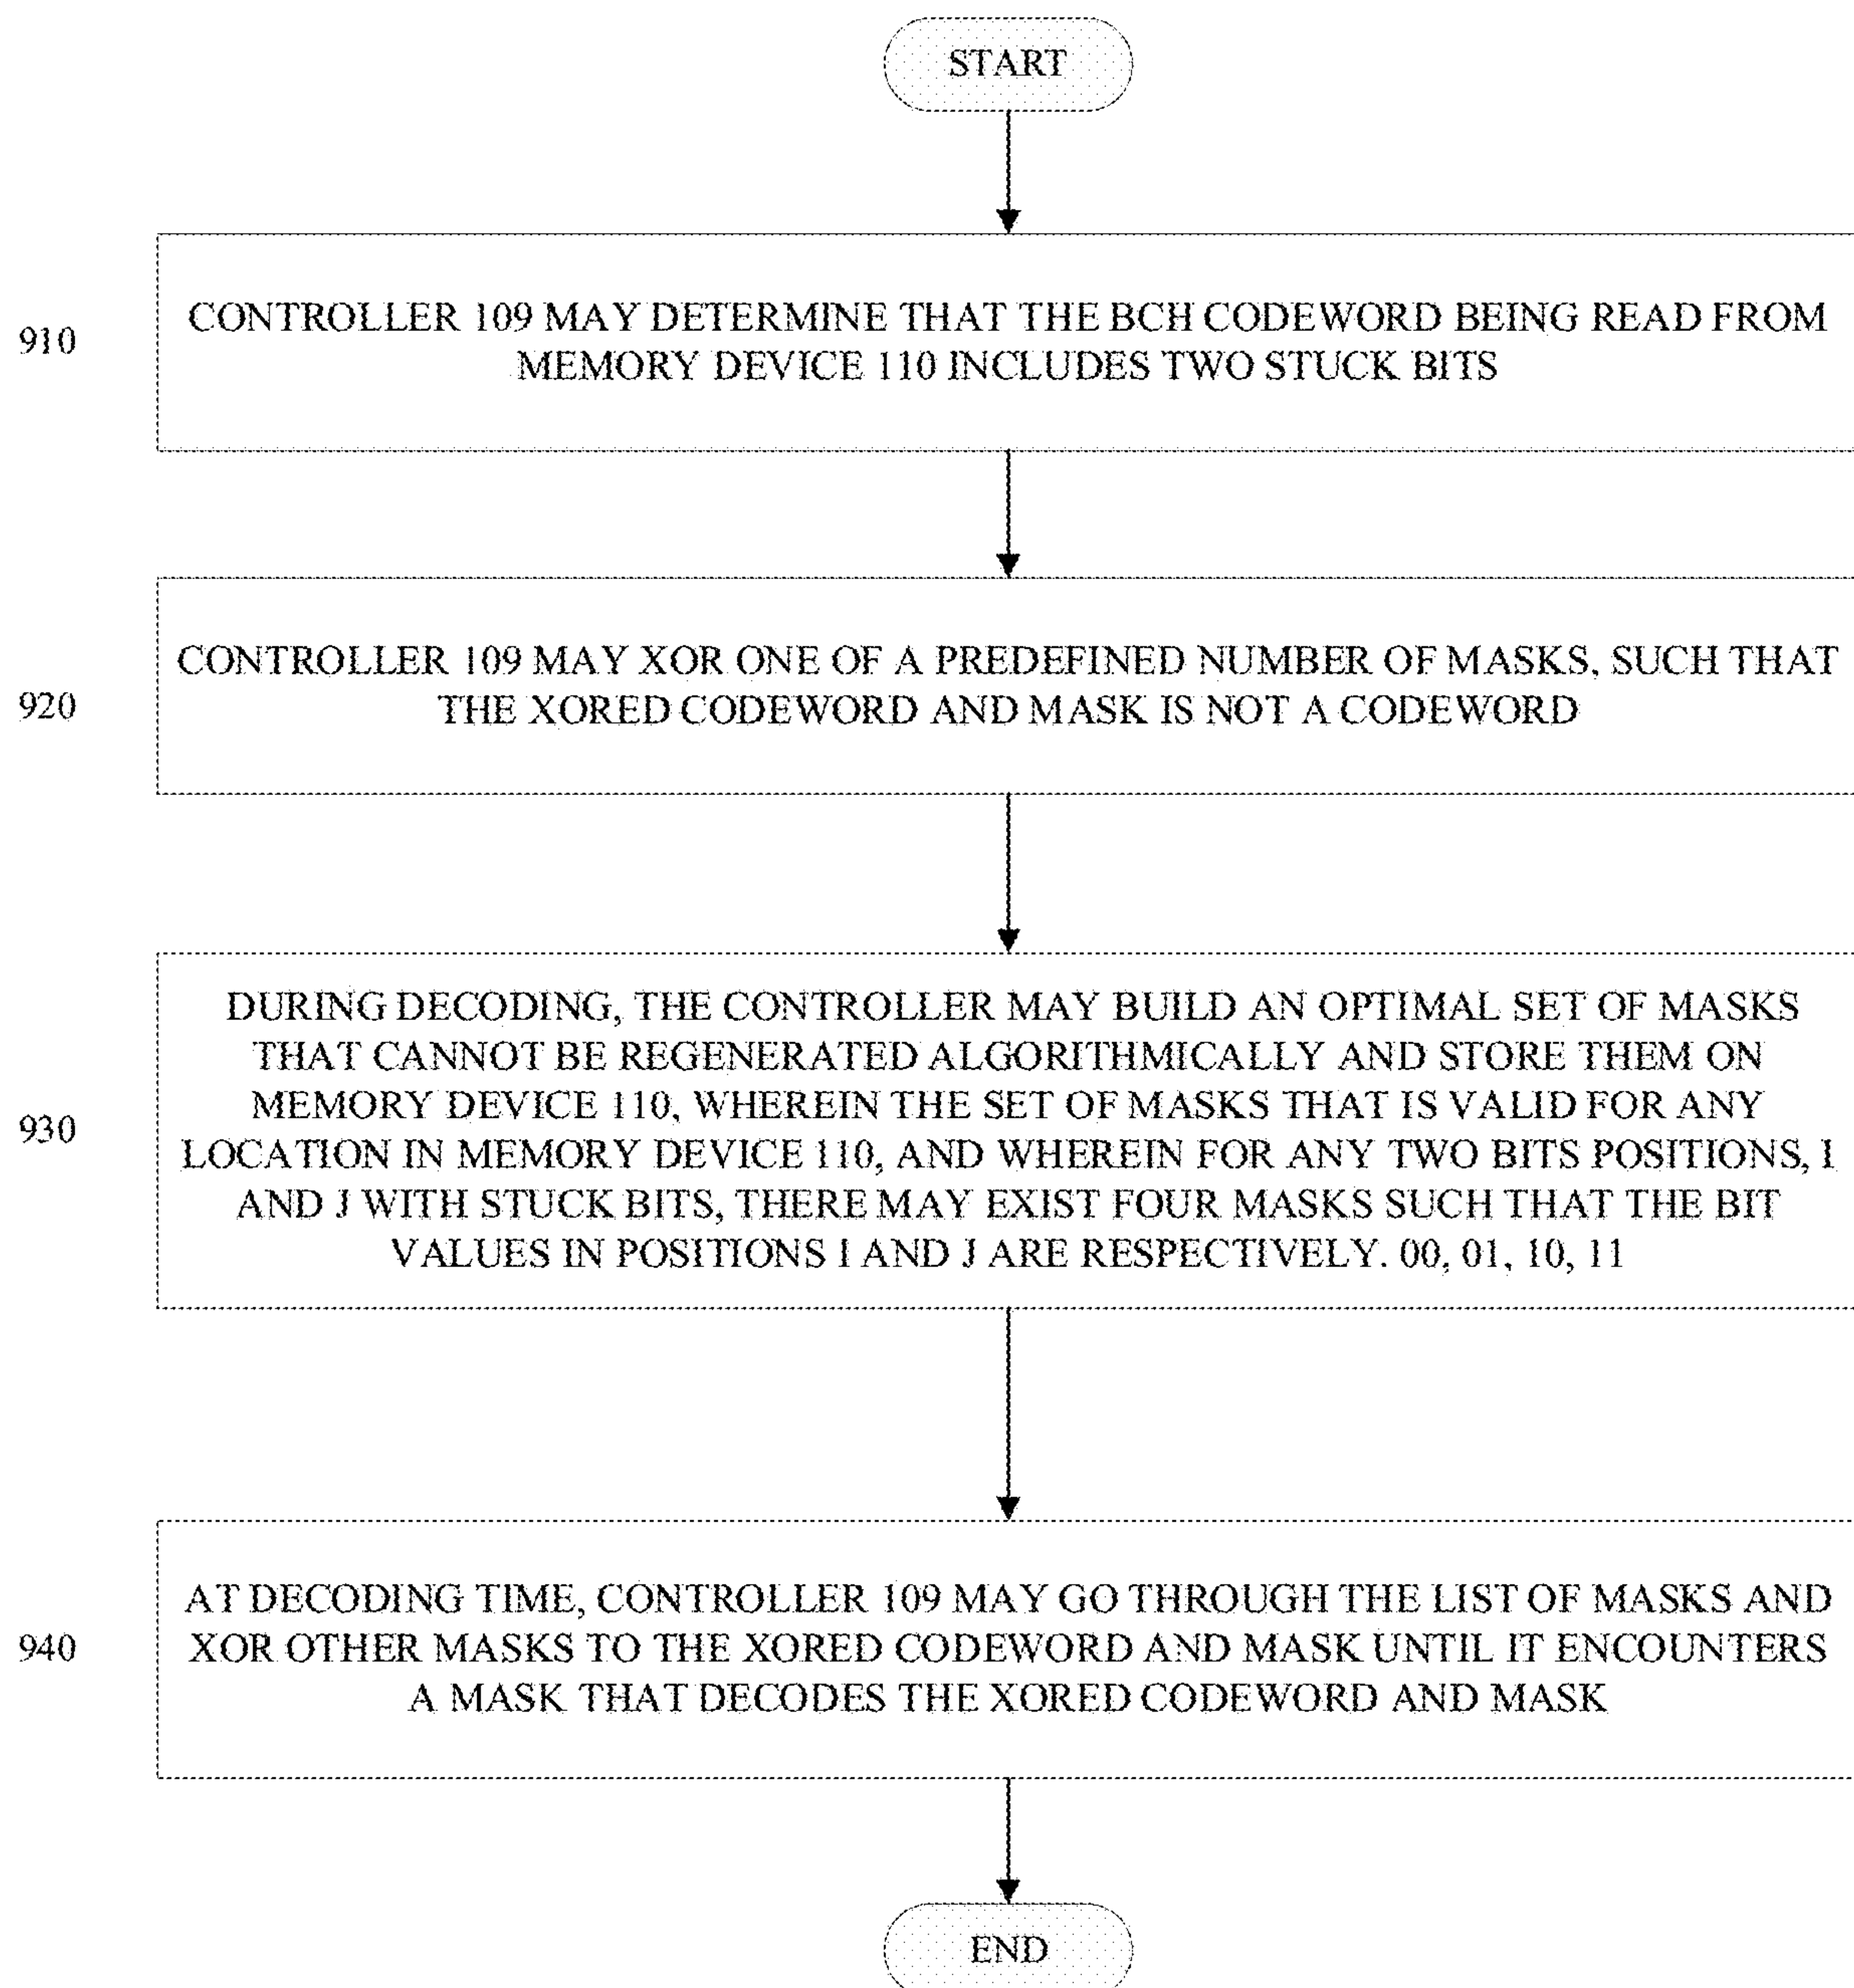 START
910
CONTROLLER 109 MAY DETERMINE THAT THE BCH CODEWORD BEING READ FROM
MEMORY DEVICE 110 INCLUDES TWO STUCK BITS
920
CONTROLLER 109 MAY XOR ONE OF A PREDEFINED NUMBER OF MASKS, SUCH THAT
THE XORED CODEWORD AND MASK IS NOT A CODEWORD
930
DURING DECODING, THE CONTROLLER MAY BUILD AN OPTIMAL SET OF MASKS
THAT CANNOT BE REGENERATED ALGORITHMICALLY AND STORE THEM ON
MEMORY DEVICE 110, WHEREIN THE SET OF MASKS THAT IS VALID FOR ANY
LOCATION IN MEMORY DEVICE 110, AND WHEREIN FOR ANY TWO BITS POSITIONS, I
AND J WITH STUCK BITS, THERE MAY EXIST FOUR MASKS SUCH THAT THE BIT
VALUES IN POSITIONS I AND J ARE RESPECTIVELY. 00, 01, 10, 11
940
AT DECODING TIME, CONTROLLER 109 MAY GO THROUGH THE LIST OF MASKS AND
XOR OTHER MASKS TO THE XORED CODEWORD AND MASK UNTIL IT ENCOUNTERS
A MASK THAT DECODES THE XORED CODEWORD AND MASK
END